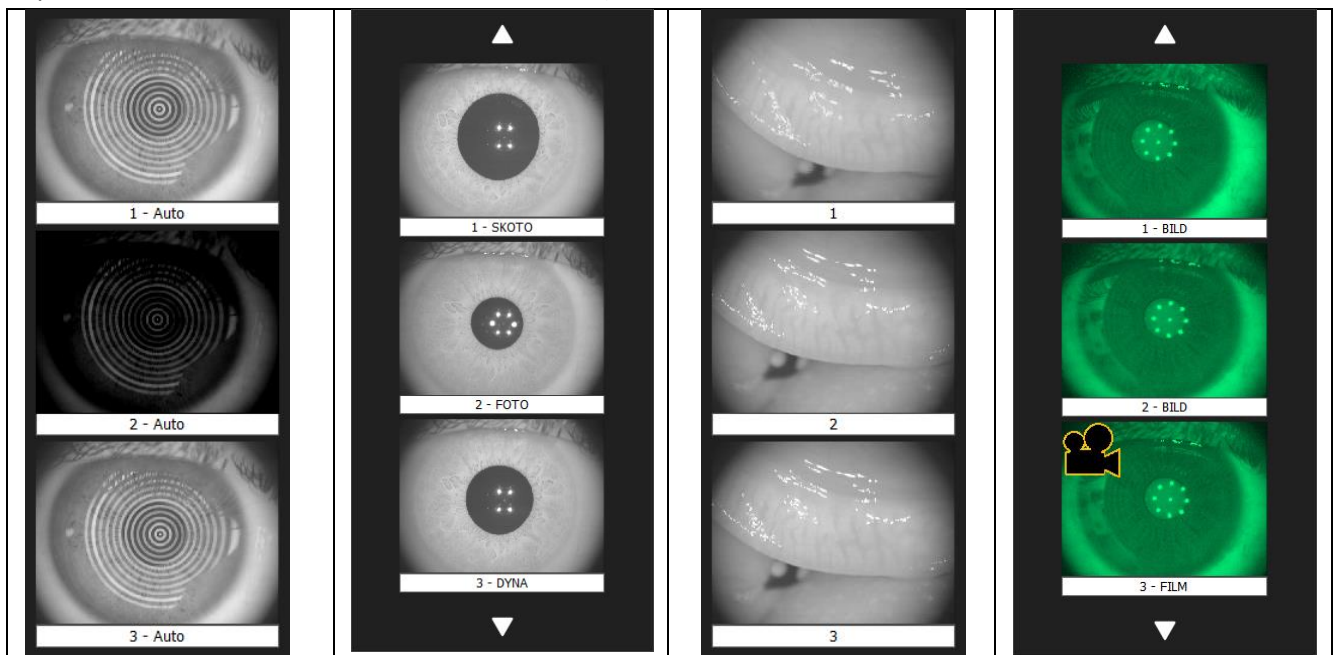 1 - Auto
2 - Auto
3 - Auto
1 - SKOTO
2 - FOTO
3 - DYNA
1
2
3
1 - BILD
2 - BILD
3 - FILM